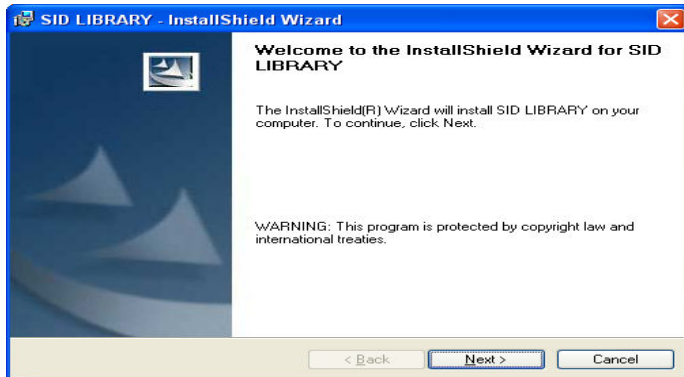 SID LIBRARY - InstallShield Wizard
Welcome to the InstallShield Wizard for SID
LIBRARY
The InstallShield(R) Wizard will install SID LIBRARY on your
computer. To continue, click Next.
WARNING: This program is protected by copyright law and
international treaties.
< Back
Next >
Cancel